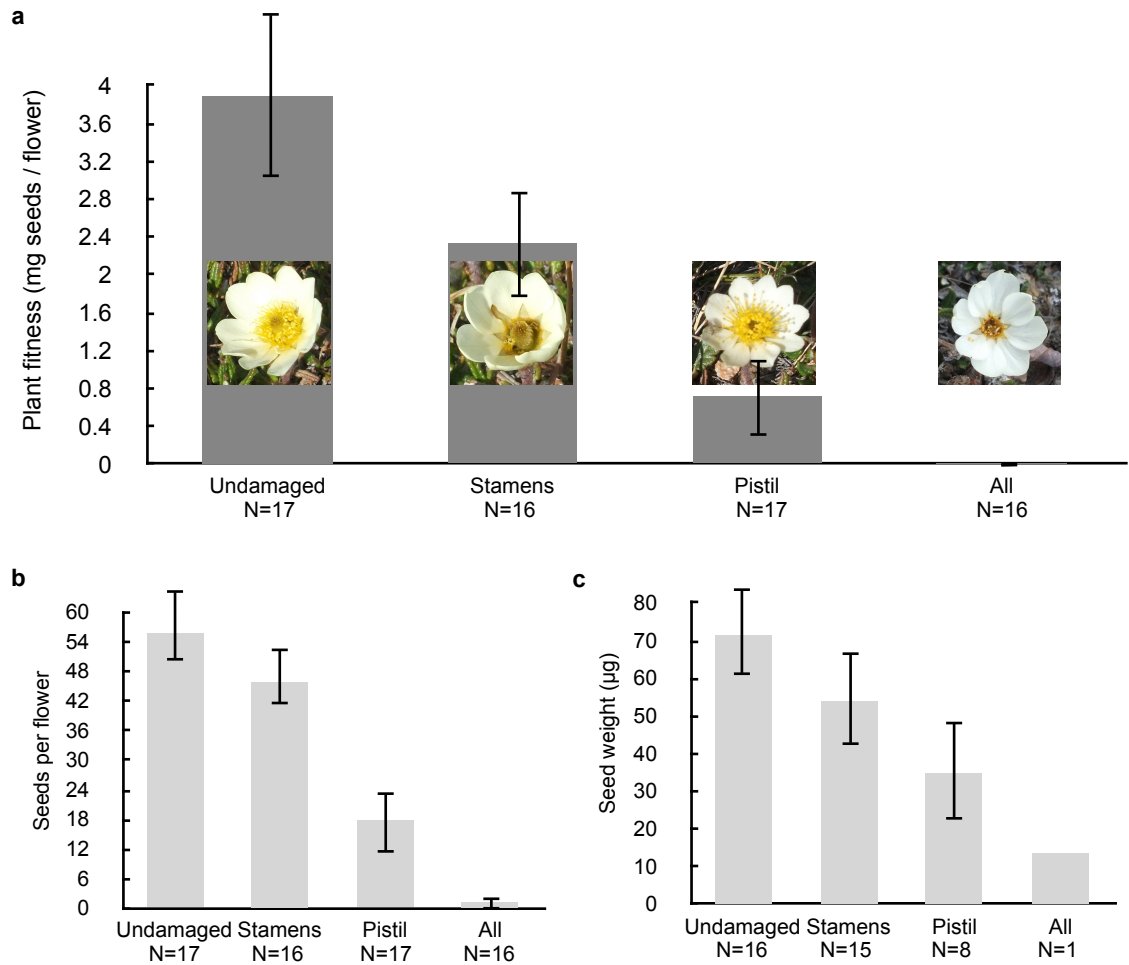 a
Plant fitness (mg seeds / flower)
4
3.6
3.2
2.8
2.4
2
1.6
1.2
0.8
0.4
0
Undamaged Stamens Pistil All
N=17 N=16 N=17 N=16
b
Seeds per flower
60
54
48
42
36
30
24
18
12
6
0
Undamaged Stamens Pistil All
N=17 N=16 N=17 N=16
c
Seed weight (µg)
80
70
60
50
40
30
20
10
0
Undamaged Stamens Pistil All
N=16 N=15 N=8 N=1